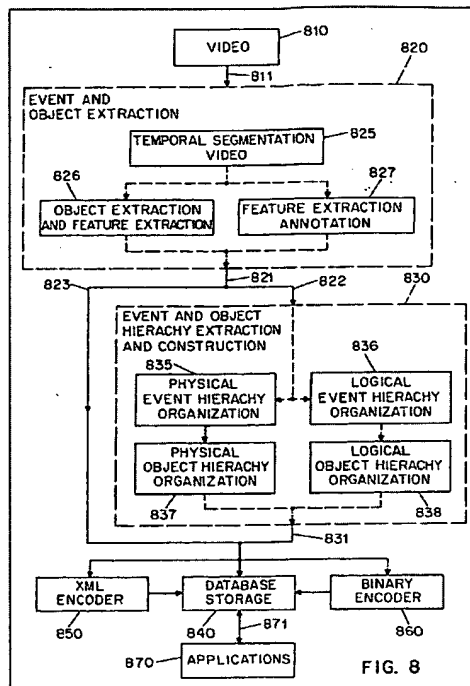 810
VIDEO
820
811
EVENT AND
OBJECT EXTRACTION
825
TEMPORAL SEGMENTATION
VIDEO
826
827
OBJECT EXTRACTION
AND FEATURE EXTRACTION
FEATURE EXTRACTION
ANNOTATION
823
821
822
830
EVENT AND OBJECT
HIERACHY EXTRACTION
AND CONSTRUCTION
835
836
PHYSICAL
EVENT HIERACHY
ORGANIZATION
LOGICAL
EVENT HIERACHY
ORGANIZATION
PHYSICAL
OBJECT HIERACHY
ORGANIZATION
LOGICAL
OBJECT HIERACHY
ORGANIZATION
837
838
831
XML
ENCODER
DATABASE
STORAGE
BINARY
ENCODER
850
840
871
860
870
APPLICATIONS
FIG. 8